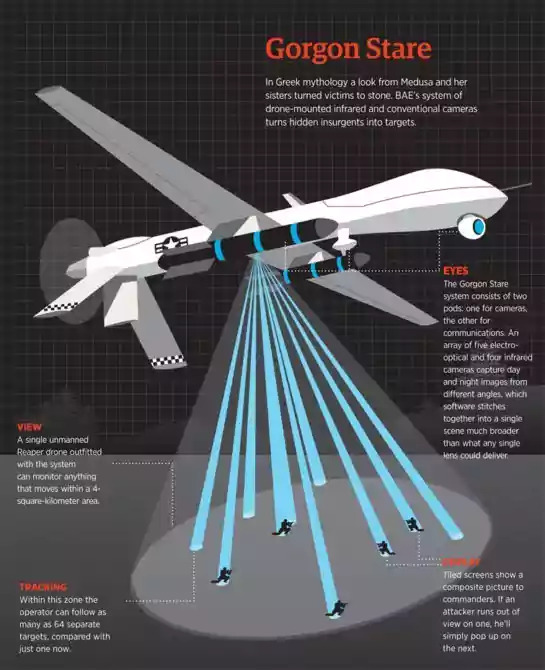 Gorgon Stare
In Greek mythology a look from Medusa and her
sisters turned victims to stone. BAE's system of
drone-mounted infrared and conventional cameras
turns hidden insurgents into targets.
EYES
The Gorgon Stare
system consists of two
pods: one for cameras,
the other for
communications. An
array of five electro-
optical and four infrared
cameras capture day
and night images from
different angles, which
software stitches
together into a single
scene much broader
than what any single
lens could deliver.
VIEW
A single unmanned
Reaper drone outfitted
with the system
can monitor anything
that moves within a 4-
square-kilometer area.
TRACKING
Within this zone the
operator can follow as
many as 64 separate
targets, compared with
just one now.
Tiled screens show a
composite picture to
commanders. If an
attacker runs out of
view on one, he'll
simply pop up on
the next.